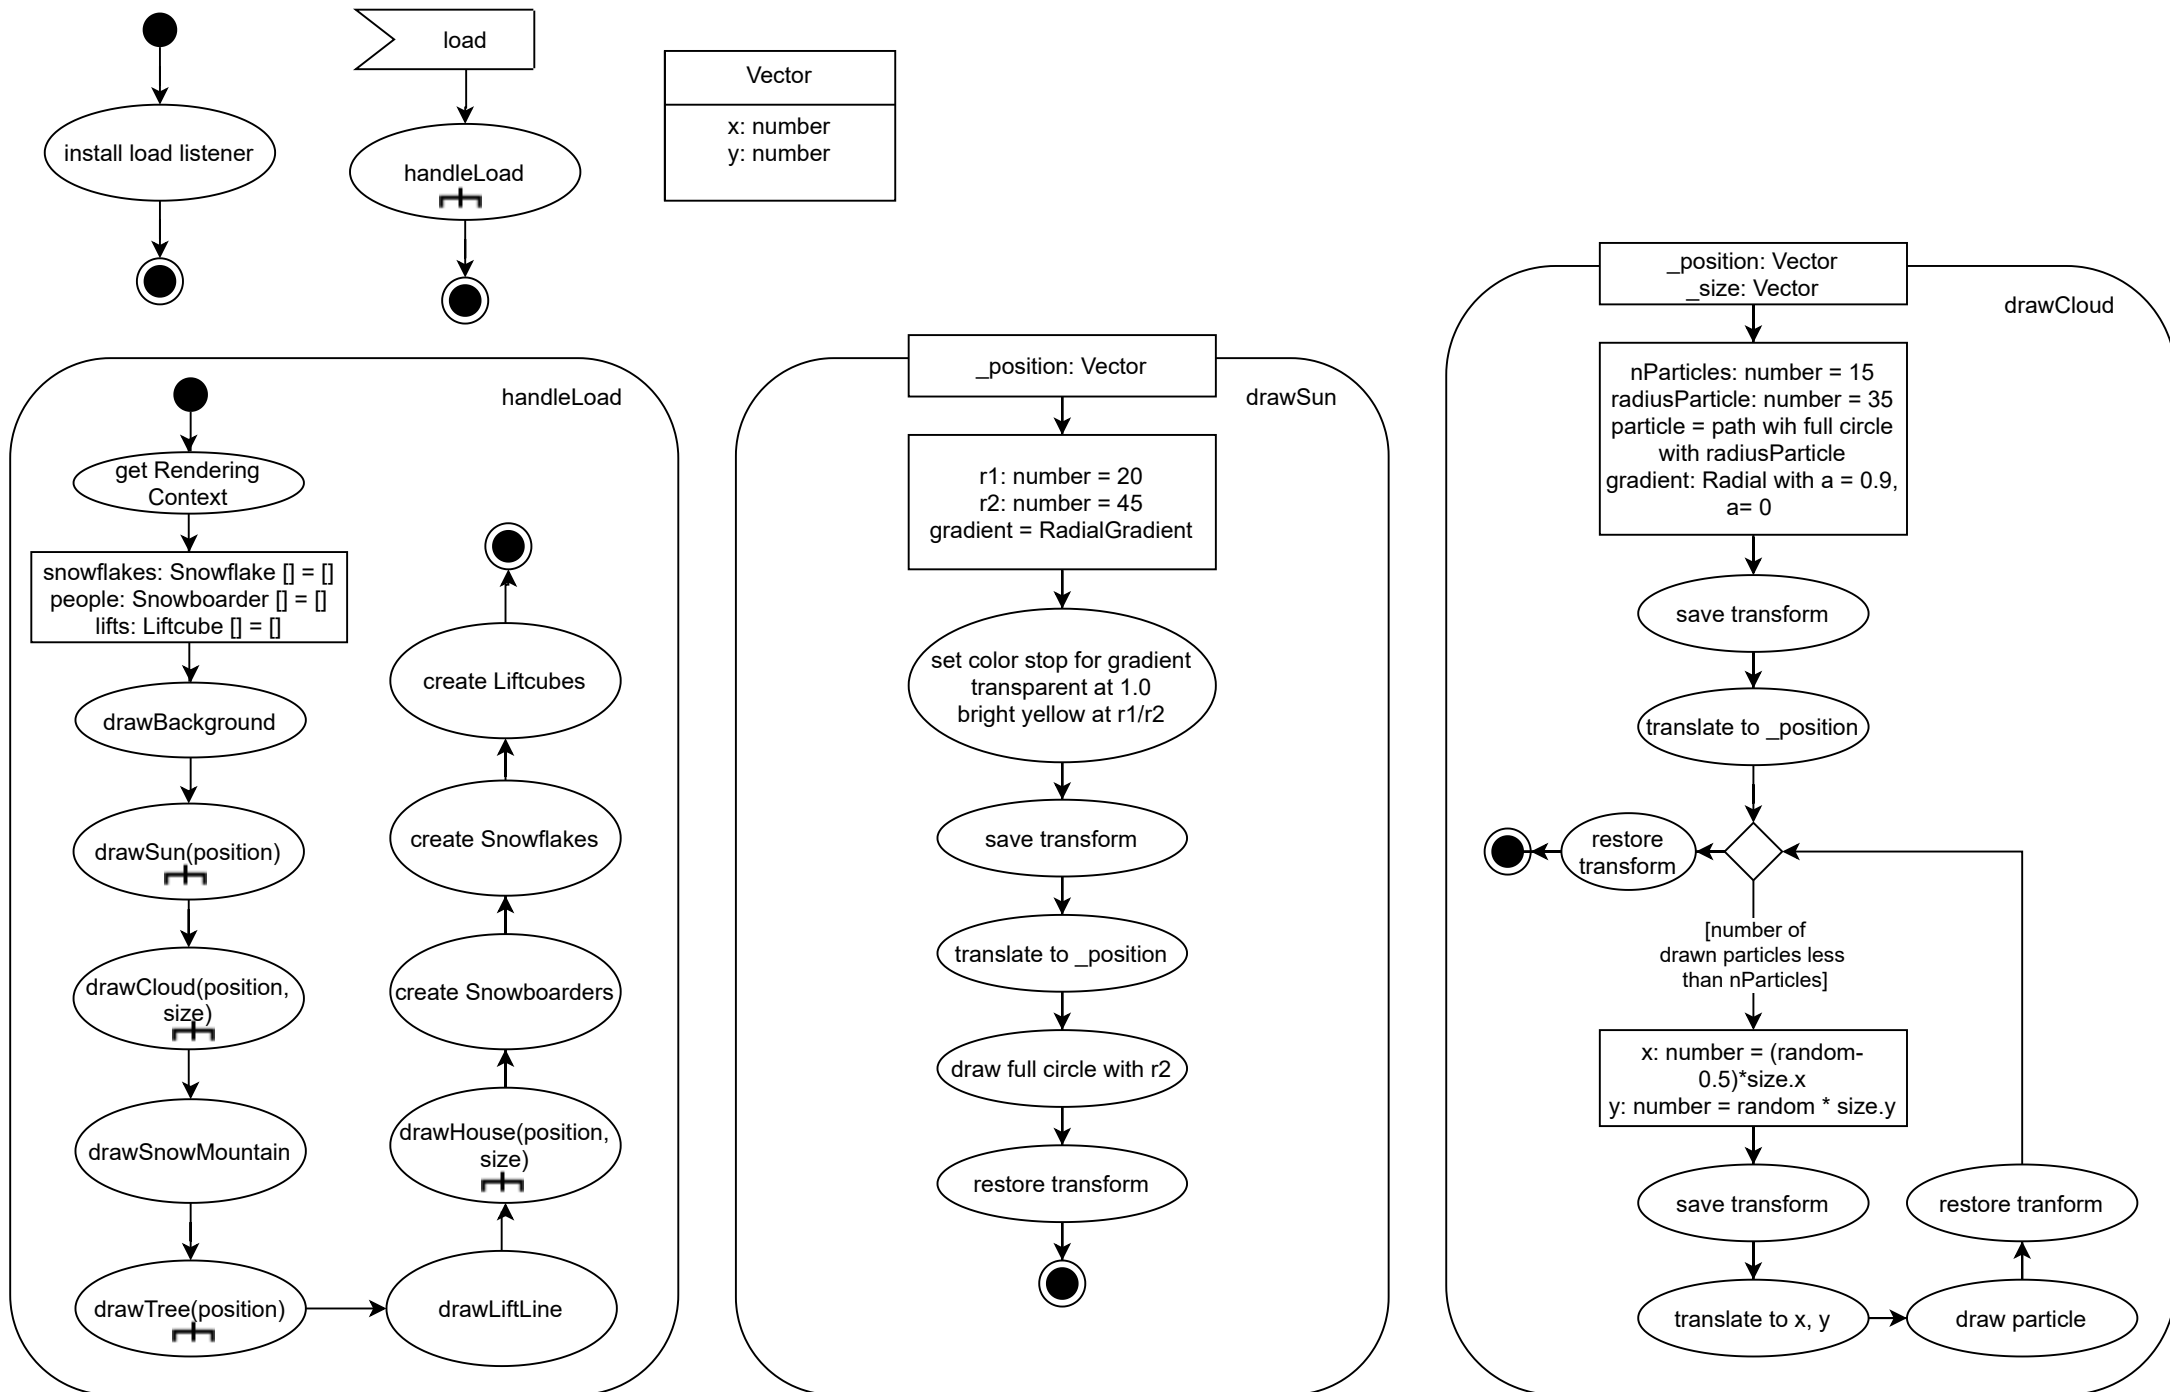 install load listener
load
handleLoad
Vector
x: number
y: number
handleLoad
get Rendering
Context
snowflakes: Snowflake [] = []
people: Snowboarder [] = []
lifts: Liftcube [] = []
drawBackground
drawSun(position)
drawCloud(position,
size)
drawSnowMountain
drawTree(position)
drawLiftLine
drawHouse(position,
size)
create Snowboarders
create Snowflakes
create Liftcubes
_position: Vector
drawSun
r1: number = 20
r2: number = 45
gradient = RadialGradient
set color stop for gradient
transparent at 1.0
bright yellow at r1/r2
save transform
translate to _position
draw full circle with r2
restore transform
_position: Vector
_size: Vector
drawCloud
nParticles: number = 15
radiusParticle: number = 35
particle = path wih full circle
with radiusParticle
gradient: Radial with a = 0.9,
a= 0
save transform
translate to _position
restore
transform
[number of
drawn particles less
than nParticles]
x: number = (random-
0.5)*size.x
y: number = random * size.y
save transform
translate to x, y
draw particle
restore tranform